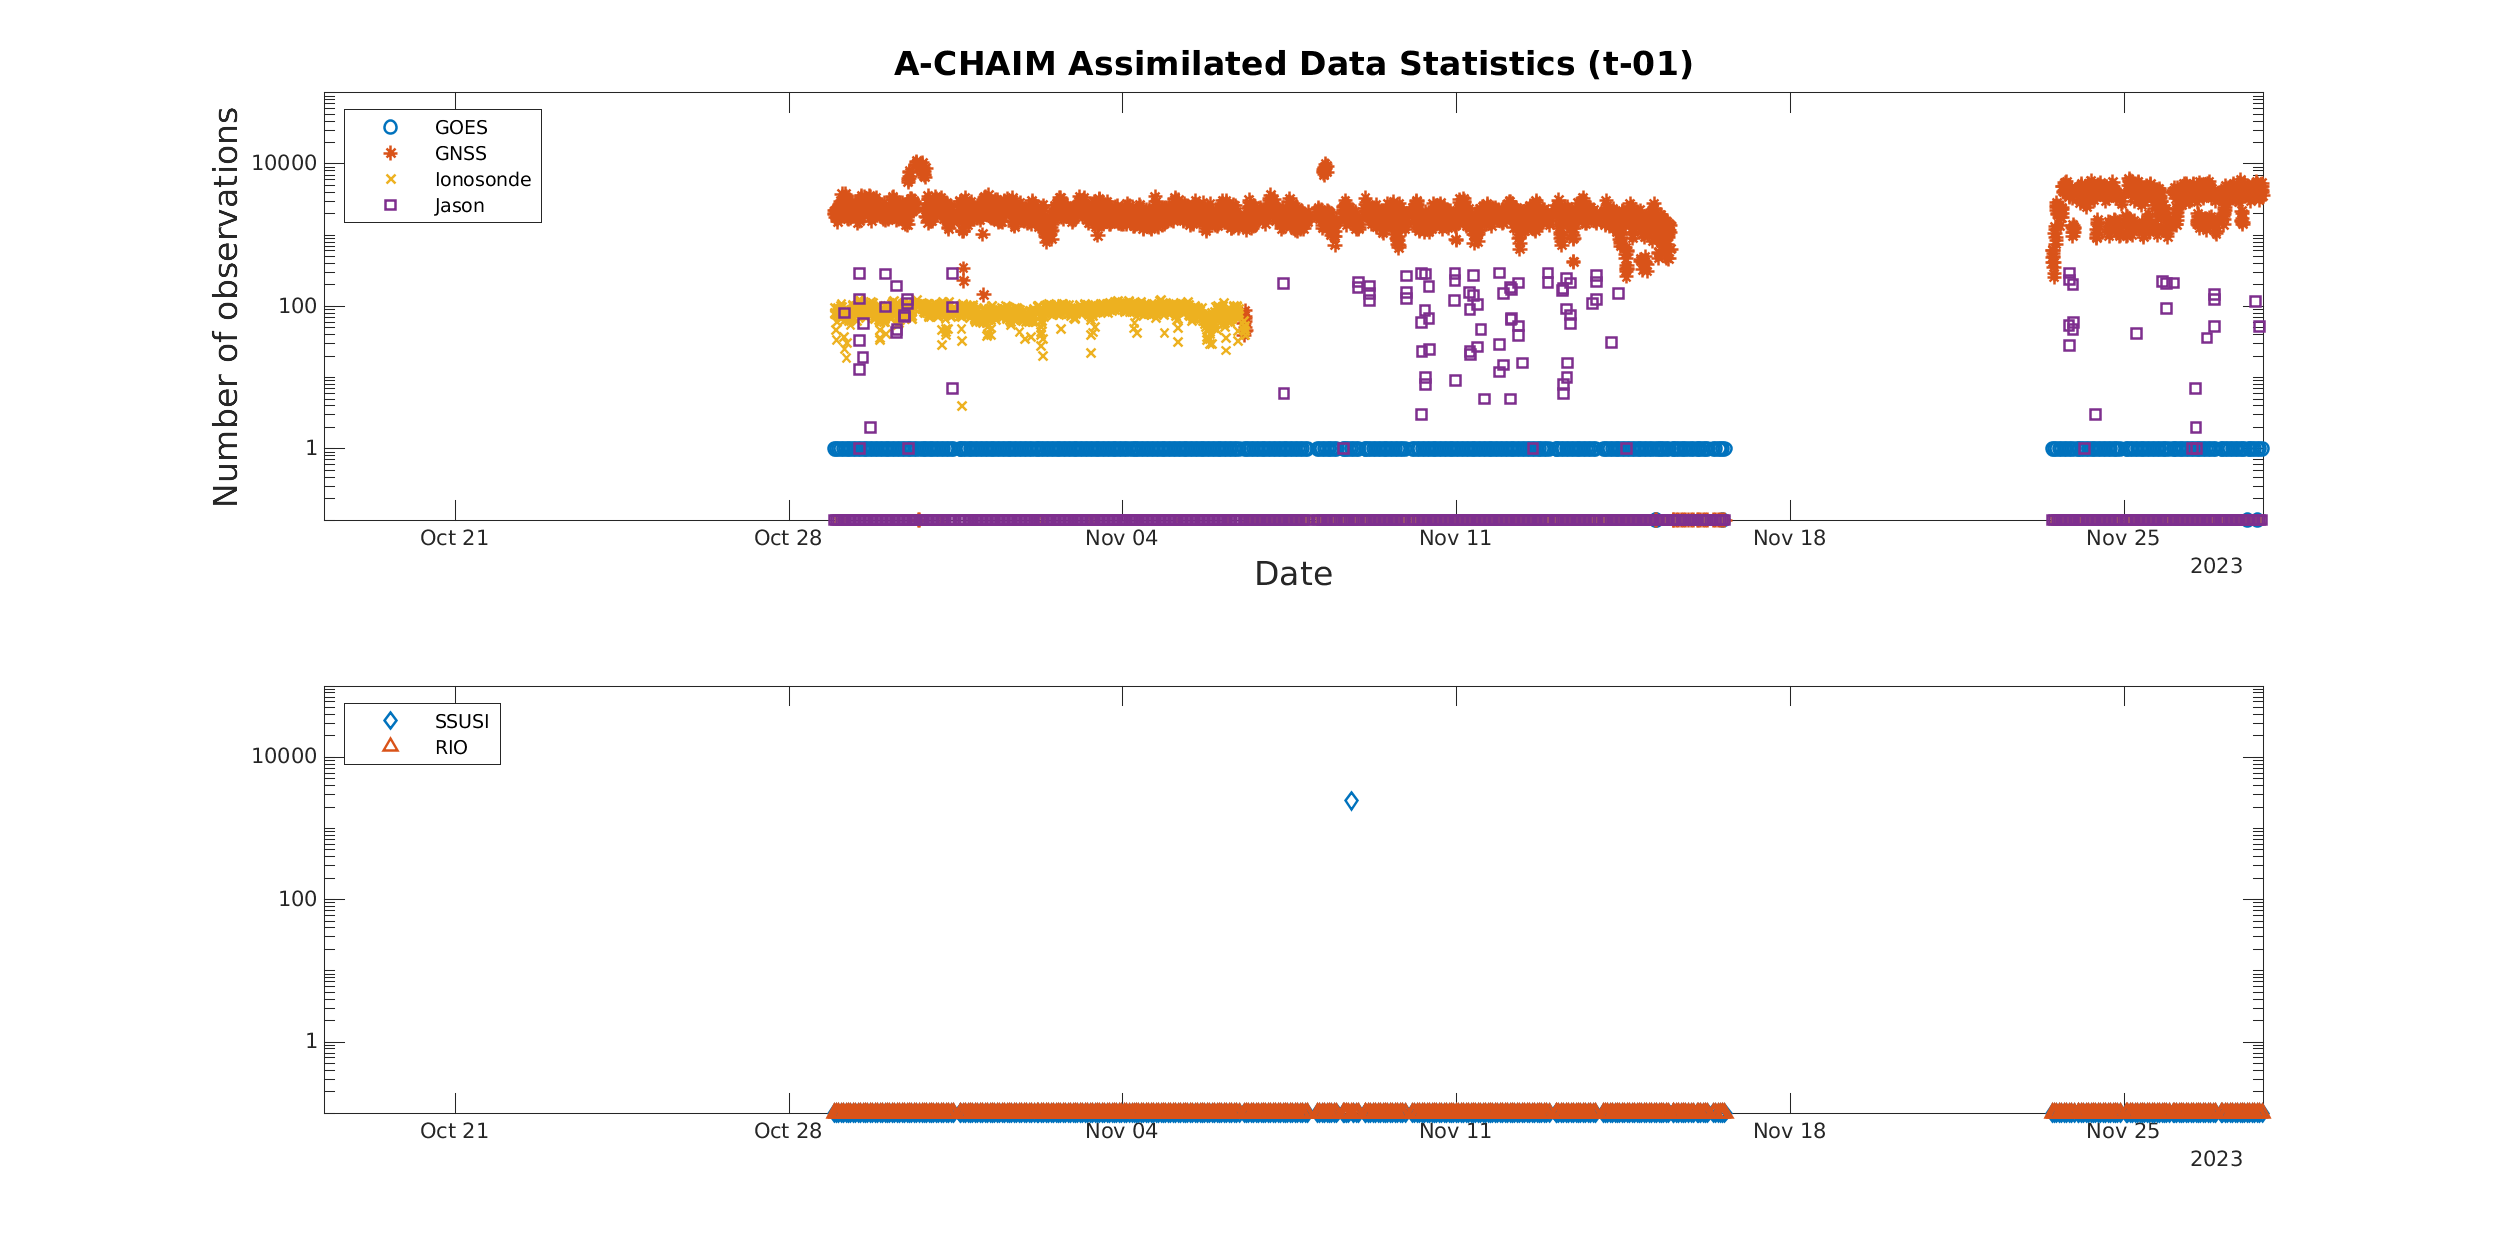 A-CHAIM Assimilated Data Statistics (t-01)
Number of observations
10000
100
1
GOES
GNSS
Ionosonde
Jason
Oct 21
Oct 28
Nov 04
Nov 11
Nov 18
Nov 25
2023
Date
10000
100
1
SSUSI
RIO
Oct 21
Oct 28
Nov 04
Nov 11
Nov 18
Nov 25
2023